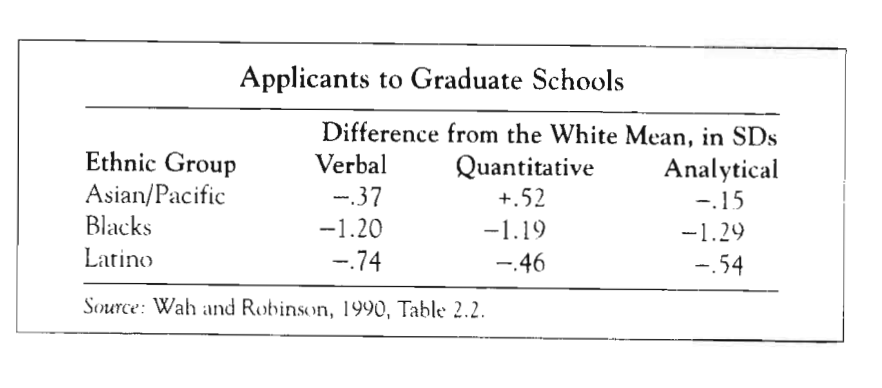 Applicants to Graduate Schools
Difference from the White Mean, in SDs
Ethnic Group Verbal Quantitative Analytical
Asian/Pacific –.37 +.52 –.15
Blacks –1.20 –1.19 –1.29
Latino –.74 –.46 –.54
Source: Wah and Robinson, 1990, Table 2.2.